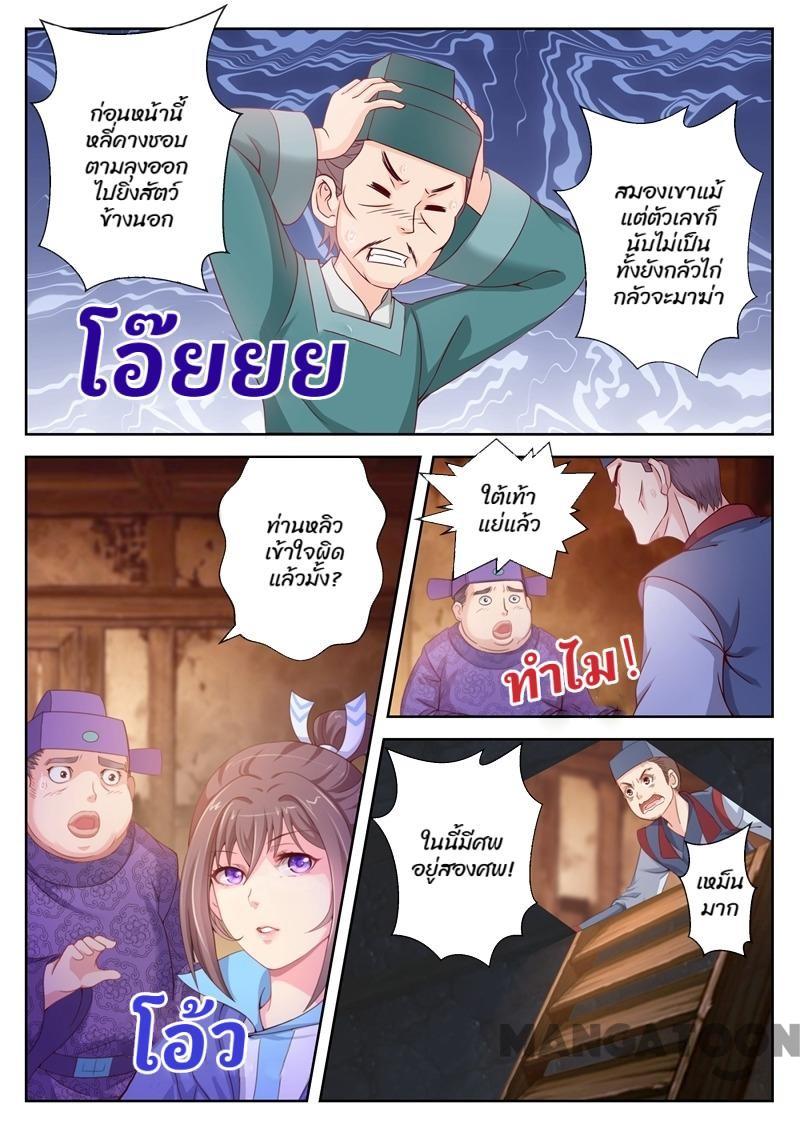 ก่อนหน้านี้
หลี่คางชอบ
ตามลุงออก
ไปยิงสัตว์
ข้างนอก
สมองเขาแม้
แต่ตัวเลขก็
นับไม่เป็น
ทั้งยังกลัวไก่
กลัวจะมาฆ่า
โอ๊ยยย
ท่านหลิว
เข้าใจผิด
แล้วมั้ง?
ใต้เท้า
แย่แล้ว
ทำไม!
โอ้ว
ในนี้มีศพ
อยู่สองศพ!
เหม็น
มาก
MANGATOON